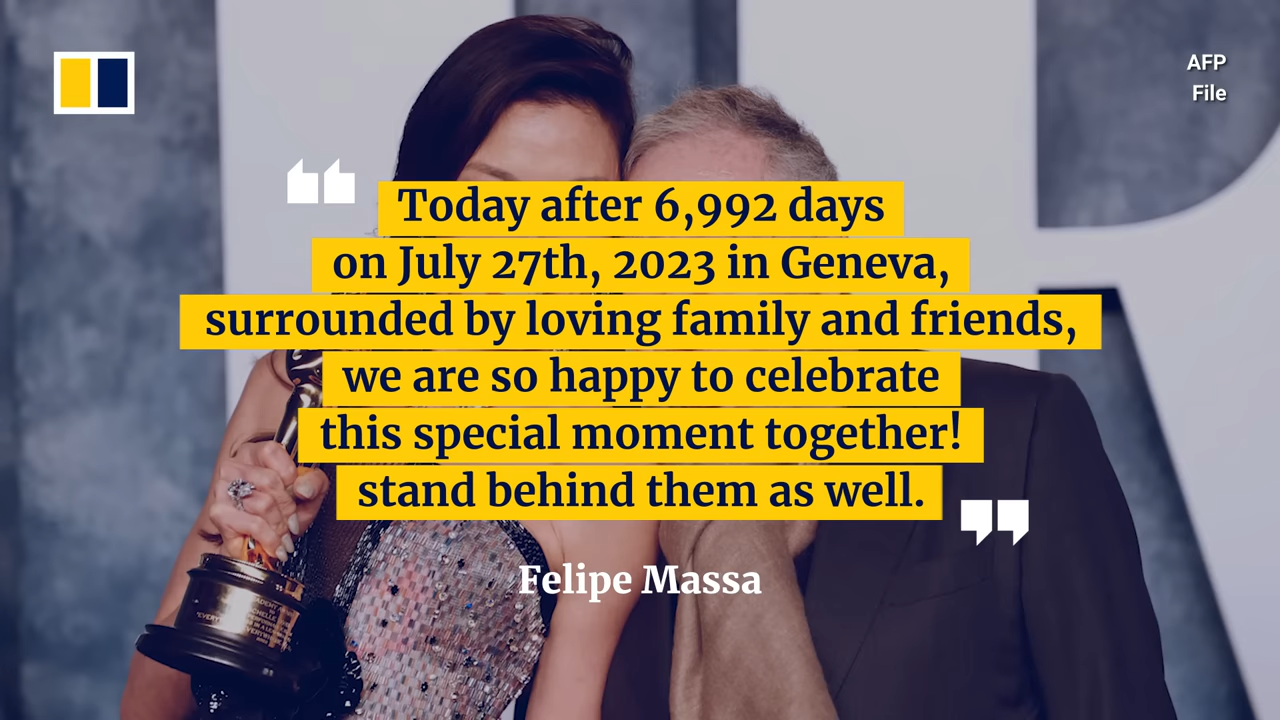 AFP
File
Today after 6,992 days
on July 27th, 2023 in Geneva,
surrounded by loving family and friends,
we are so happy to celebrate
this special moment together!
stand behind them as well.
Felipe Massa